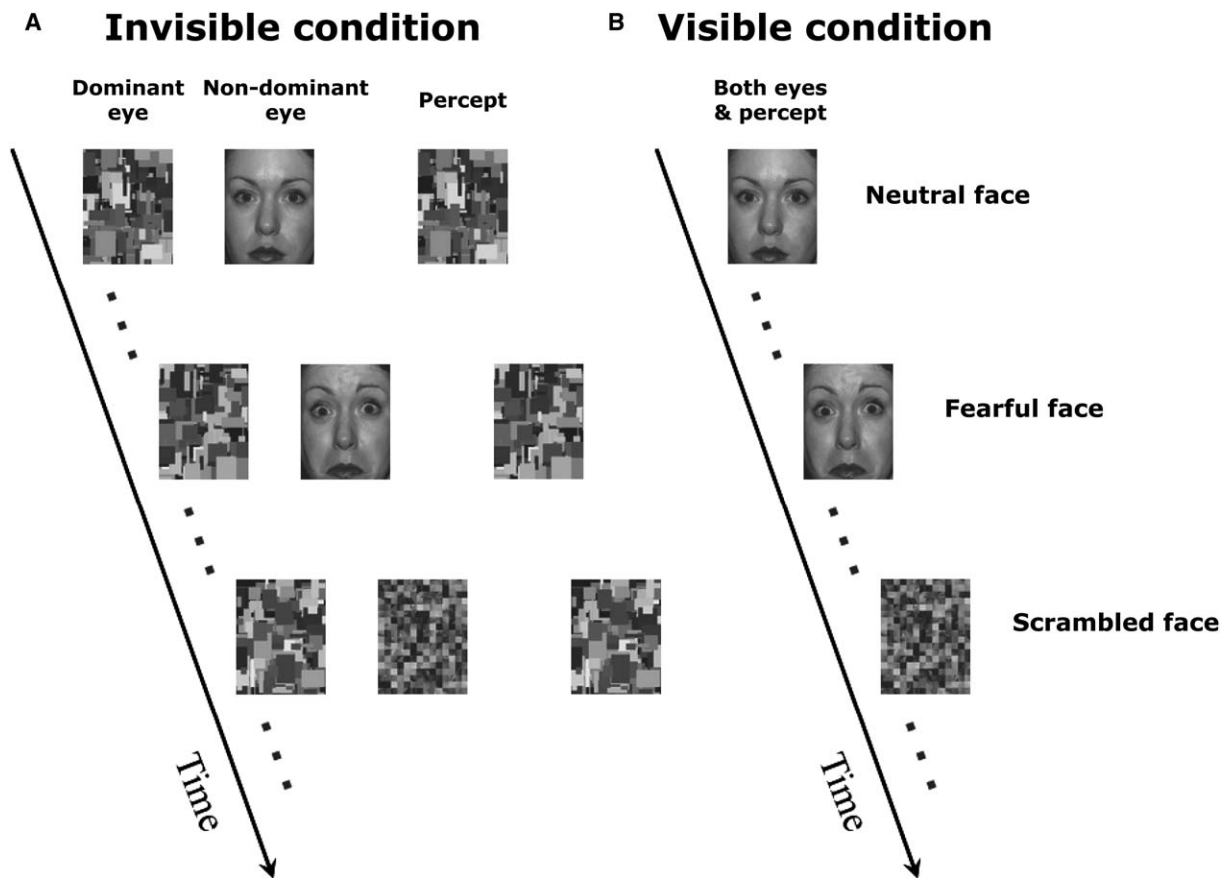 A Invisible condition
Dominant eye
Non-dominant eye
Percept
Time
B Visible condition
Both eyes
& percept
Neutral face
Fearful face
Scrambled face
Time